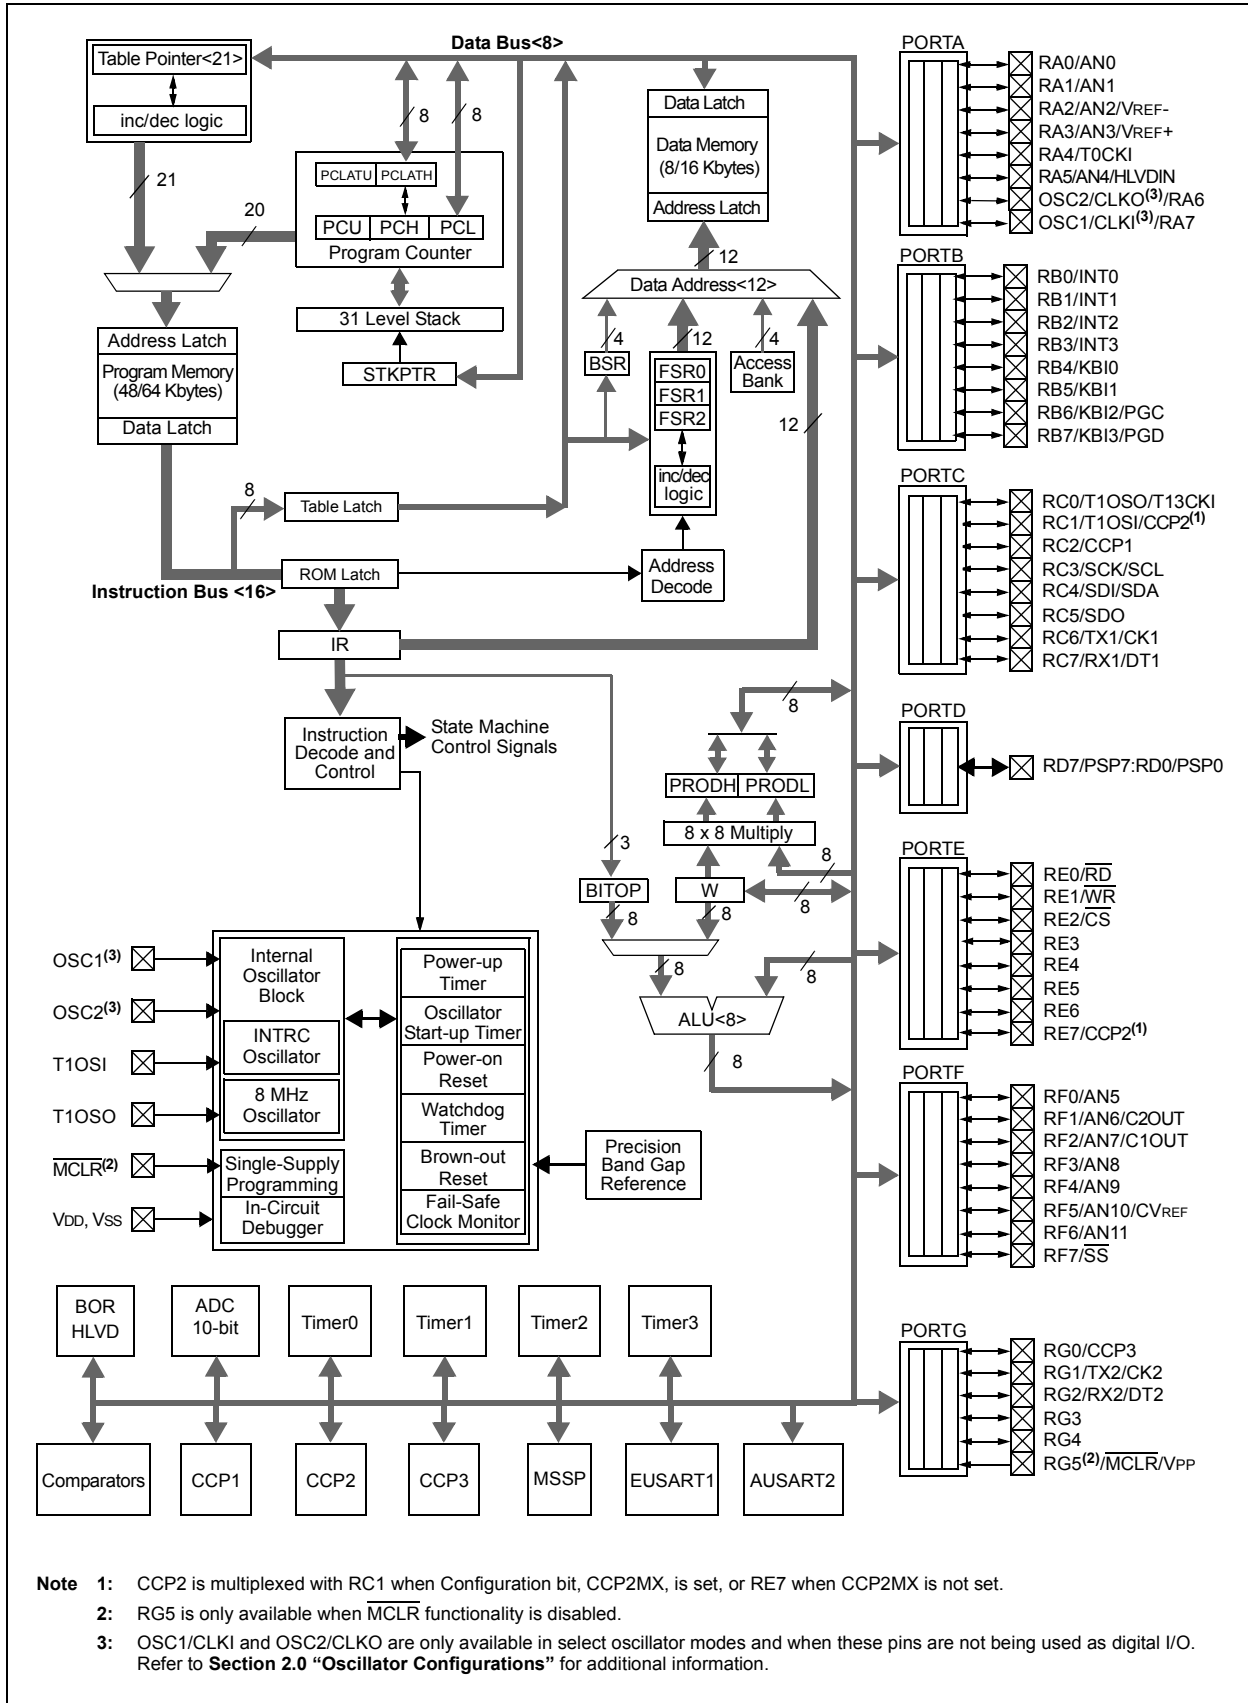 Data Bus<8>
Table Pointer<21>
inc/dec logic
21
20
8
8
PCLATU
PCLATH
PCU
PCH
PCL
Program Counter
31 Level Stack
STKPTR
Address Latch
Program Memory
(48/64 Kbytes)
Data Latch
8
Table Latch
ROM Latch
Instruction Bus <16>
IR
Instruction
Decode and
Control
State Machine
Control Signals
Data Latch
Data Memory
(8/16 Kbytes)
Address Latch
12
Data Address<12>
4
12
4
BSR
FSR0
FSR1
FSR2
inc/dec
logic
Access
Bank
12
Address
Decode
8
PRODH
PRODL
8 x 8 Multiply
3
8
BITOP
W
8
8
8
8
8
ALU<8>
8
OSC1(3)
OSC2(3)
T1OSI
T1OSO
MCLR(2)
VDD, VSS
Internal
Oscillator
Block
INTRC
Oscillator
8 MHz
Oscillator
Single-Supply
Programming
In-Circuit
Debugger
Power-up
Timer
Oscillator
Start-up Timer
Power-on
Reset
Watchdog
Timer
Brown-out
Reset
Fail-Safe
Clock Monitor
Precision
Band Gap
Reference
BOR
HLVD
ADC
10-bit
Timer0
Timer1
Timer2
Timer3
Comparators
CCP1
CCP2
CCP3
MSSP
EUSART1
AUSART2
PORTA
RA0/AN0
RA1/AN1
RA2/AN2/VREF-
RA3/AN3/VREF+
RA4/T0CKI
RA5/AN4/HLVDIN
OSC2/CLKO(3)/RA6
OSC1/CLKI(3)/RA7
PORTB
RB0/INT0
RB1/INT1
RB2/INT2
RB3/INT3
RB4/KBI0
RB5/KBI1
RB6/KBI2/PGC
RB7/KBI3/PGD
PORTC
RC0/T1OSO/T13CKI
RC1/T1OSI/CCP2(1)
RC2/CCP1
RC3/SCK/SCL
RC4/SDI/SDA
RC5/SDO
RC6/TX1/CK1
RC7/RX1/DT1
PORTD
RD7/PSP7:RD0/PSP0
PORTE
RE0/RD
RE1/WR
RE2/CS
RE3
RE4
RE5
RE6
RE7/CCP2(1)
PORTF
RF0/AN5
RF1/AN6/C2OUT
RF2/AN7/C1OUT
RF3/AN8
RF4/AN9
RF5/AN10/CVREF
RF6/AN11
RF7/SS
PORTG
RG0/CCP3
RG1/TX2/CK2
RG2/RX2/DT2
RG3
RG4
RG5(2)/MCLR/VPP
Note 1: CCP2 is multiplexed with RC1 when Configuration bit, CCP2MX, is set, or RE7 when CCP2MX is not set.
2: RG5 is only available when MCLR functionality is disabled.
3: OSC1/CLKI and OSC2/CLKO are only available in select oscillator modes and when these pins are not being used as digital I/O.
Refer to Section 2.0 “Oscillator Configurations” for additional information.